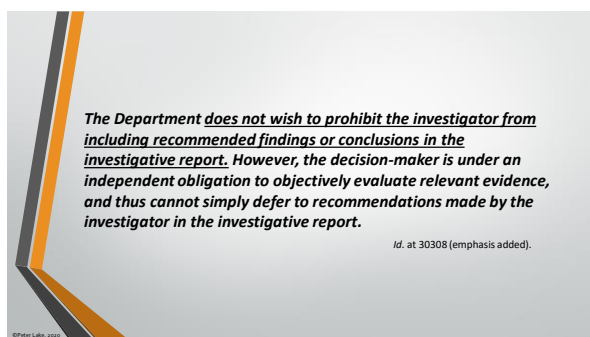 The Department does not wish to prohibit the investigator from
including recommended findings or conclusions in the
investigative report. However, the decision-maker is under an
independent obligation to objectively evaluate relevant evidence,
and thus cannot simply defer to recommendations made by the
investigator in the investigative report.
Id. at 30308 (emphasis added).
©Peter Lake, 2020